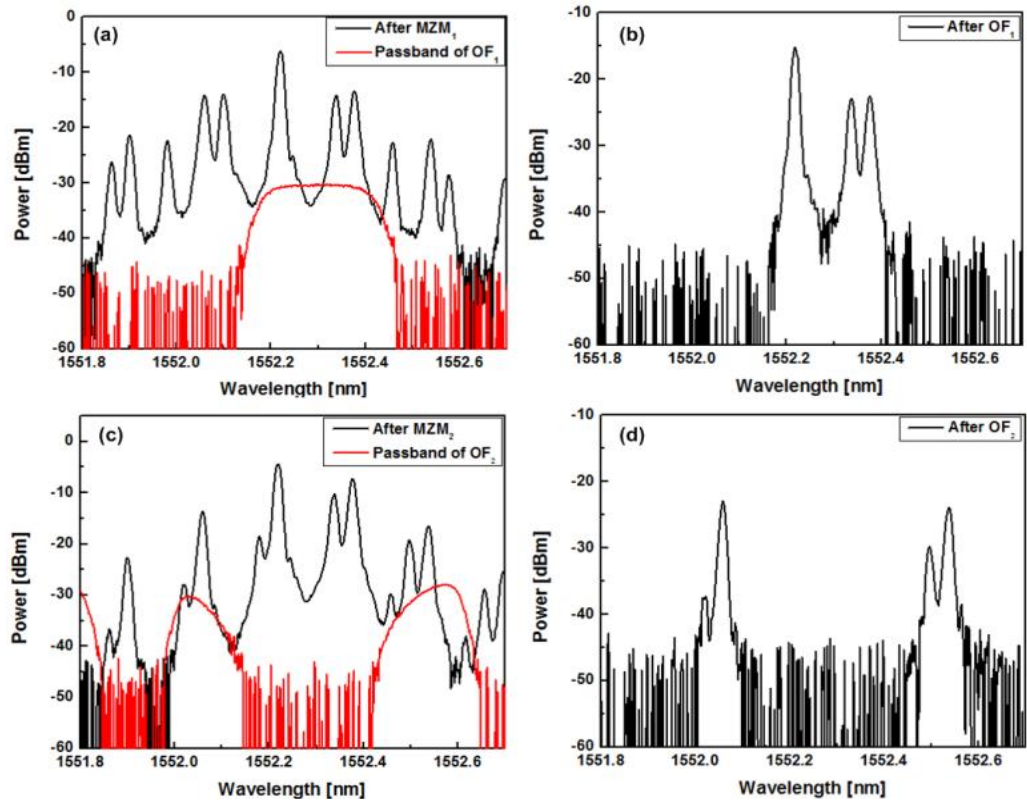 (a)
After MZM₁
Passband of OF₁
Power [dBm]
0
-10
-20
-30
-40
-50
-60
1551.8 1552.0 1552.2 1552.4 1552.6
Wavelength [nm]
(b)
After OF₁
Power [dBm]
-10
-20
-30
-40
-50
-60
1551.8 1552.0 1552.2 1552.4 1552.6
Wavelength [nm]
(c)
After MZM₂
Passband of OF₂
Power [dBm]
0
-10
-20
-30
-40
-50
-60
1551.8 1552.0 1552.2 1552.4 1552.6
Wavelength [nm]
(d)
After OF₂
Power [dBm]
-10
-20
-30
-40
-50
-60
1551.8 1552.0 1552.2 1552.4 1552.6
Wavelength [nm]